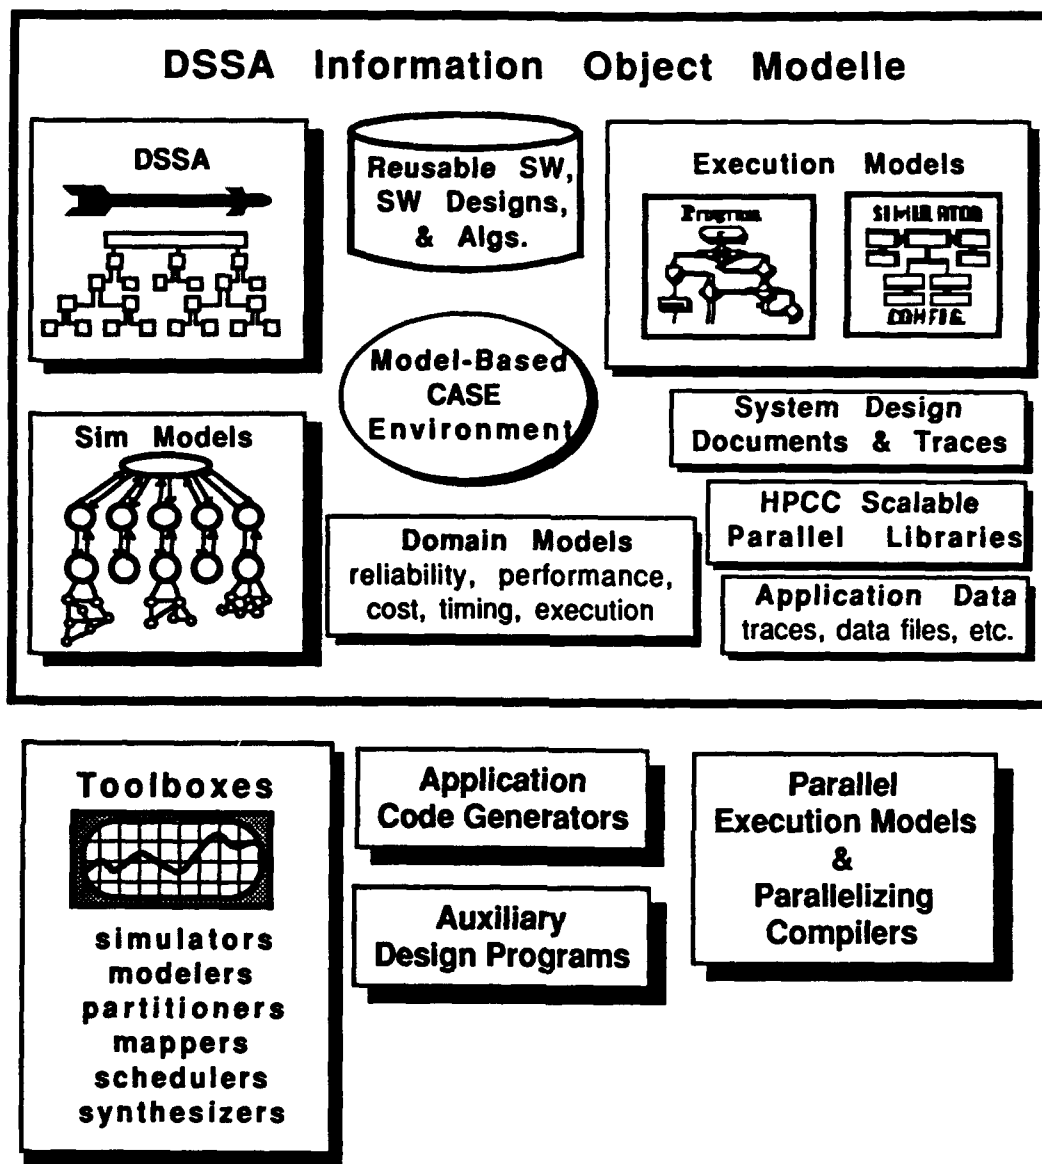 DSSA Information Object Modelle
DSSA
Reusable SW,
SW Designs,
& Algs.
Execution Models
Program
SIMULATOR
CONFIG.
Model-Based
CASE
Environment
System Design
Documents & Traces
Sim Models
HPCC Scalable
Parallel Libraries
Domain Models
reliability, performance,
cost, timing, execution
Application Data
traces, data files, etc.
Toolboxes
simulators
modelers
partitioners
mappers
schedulers
synthesizers
Application
Code Generators
Auxiliary
Design Programs
Parallel
Execution Models
&
Parallelizing
Compilers